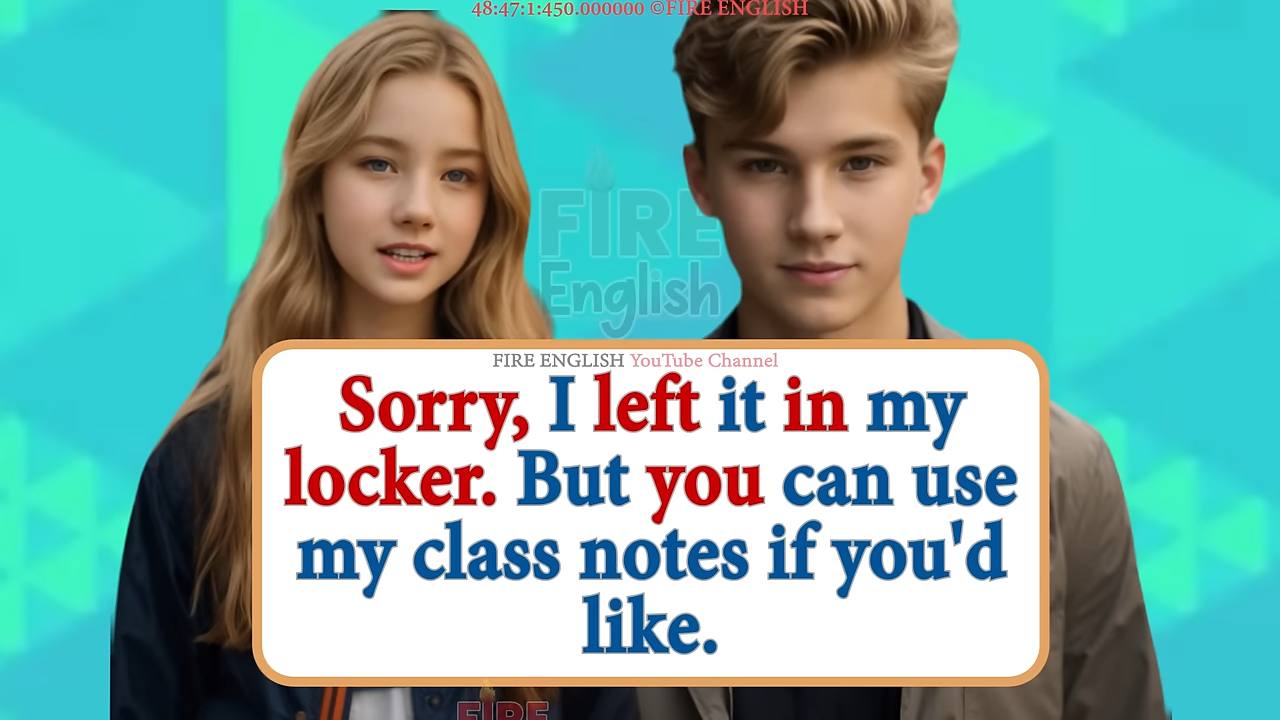 48:47:1:450.000000 ©FIRE ENGLISH
FIRE
English
FIRE ENGLISH YouTube Channel
Sorry, I left it in my
locker. But you can use
my class notes if you'd
like.
FIRE